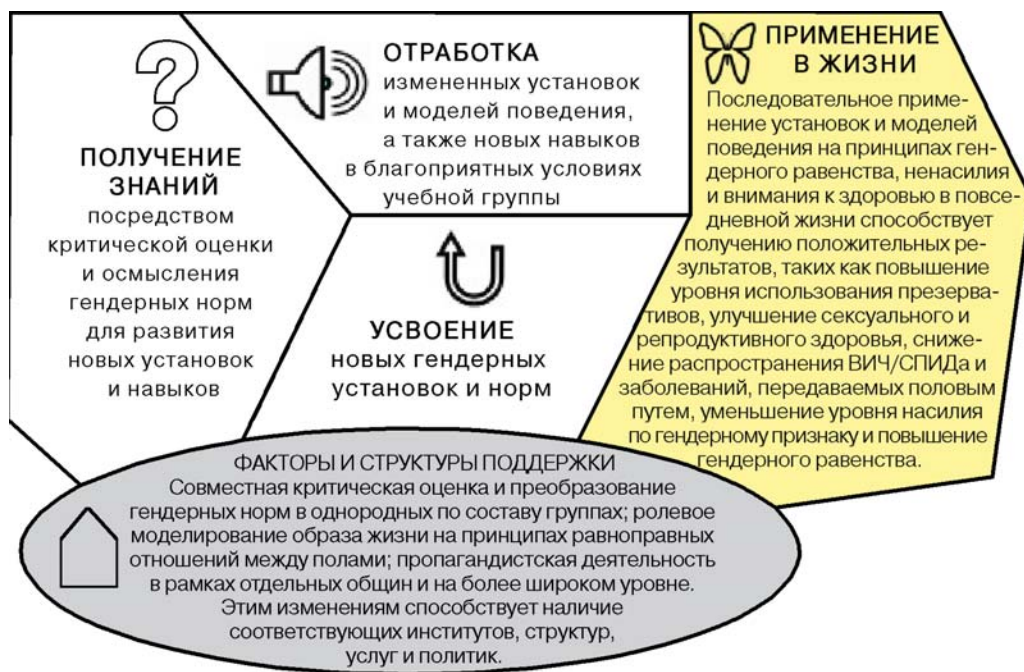 ПОЛУЧЕНИЕ
ЗНАНИЙ
посредством
критической оценки
и осмысления
гендерных норм
для развития
новых установок
и навыков
ОТРАБОТКА
измененных установок
и моделей поведения,
а также новых навыков
в благоприятных условиях
учебной группы
УСВОЕНИЕ
новых гендерных
установок и норм
ПРИМЕНЕНИЕ
В ЖИЗНИ
Последовательное приме-
нение установок и моделей
поведения на принципах ген-
дерного равенства, ненасилия
и внимания к здоровью в повсе-
дневной жизни способствует
получению положительных ре-
зультатов, таких как повышение
уровня использования презерва-
тивов, улучшение сексуального и
репродуктивного здоровья, сниже-
ние распространения ВИЧ/СПИДа и
заболеваний, передаваемых половым
путем, уменьшение уровня насилия
по гендерному признаку и повышение
гендерного равенства.
ФАКТОРЫ И СТРУКТУРЫ ПОДДЕРЖКИ
Совместная критическая оценка и преобразование
гендерных норм в однородных по составу группах; ролевое
моделирование образа жизни на принципах равноправных
отношений между полами; пропагандистская деятельность
в рамках отдельных общин и на более широком уровне.
Этим изменениям способствует наличие
соответствующих институтов, структур,
услуг и политик.